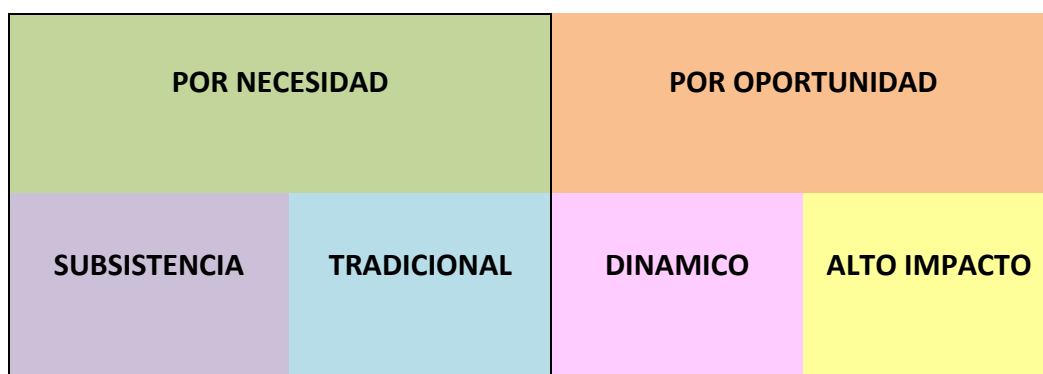 POR NECESIDAD
POR OPORTUNIDAD
SUBSISTENCIA
TRADICIONAL
DINAMICO
ALTO IMPACTO